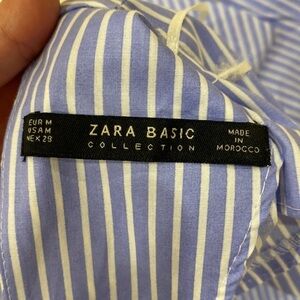 EUR M
USA M
MEX 28
ZARA BASIC
COLLECTION
MADE
IN
MOROCCO